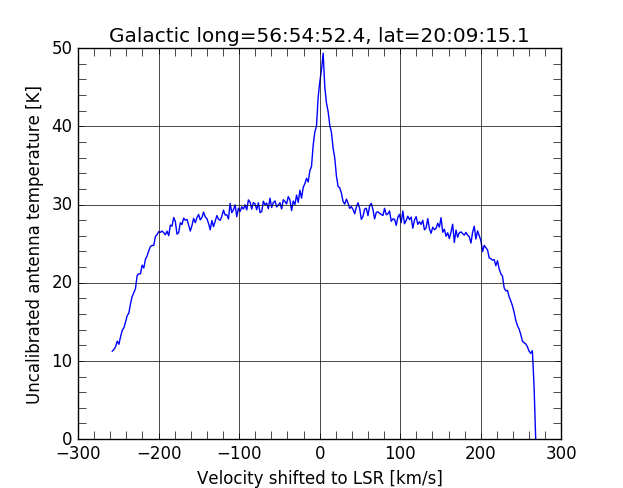 Galactic long=56:54:52.4, lat=20:09:15.1
Uncalibrated antenna temperature [K]
50
40
30
20
10
0
−300 −200 −100 0 100 200 300
Velocity shifted to LSR [km/s]